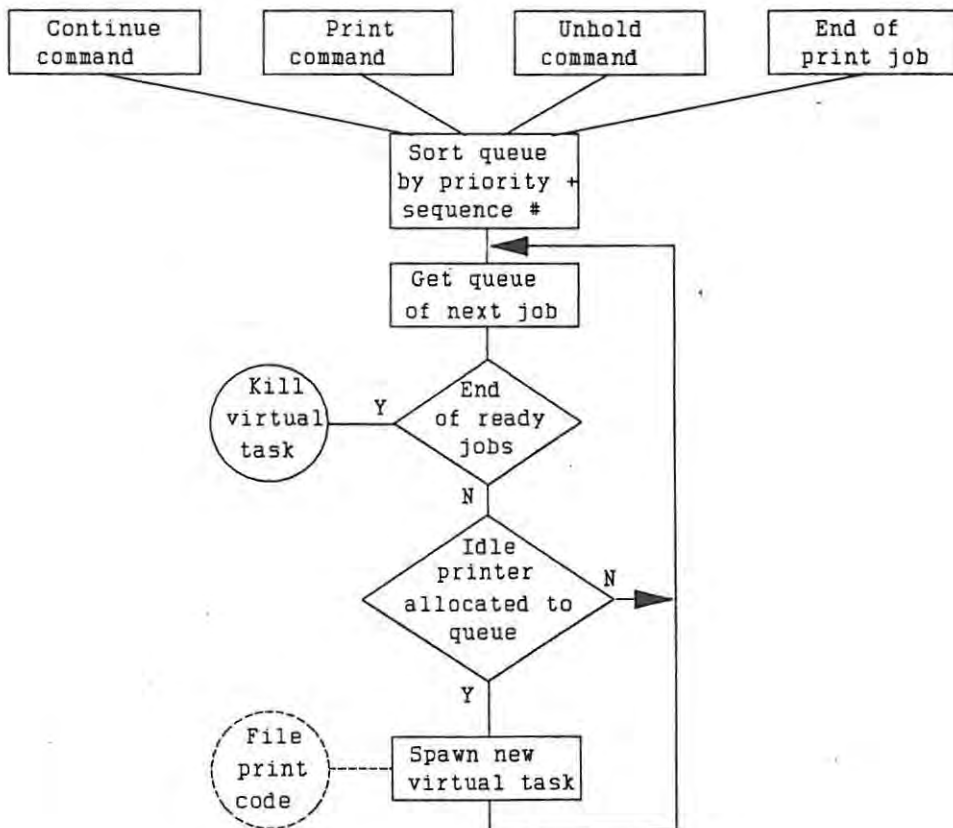 Continue
command
Print
command
Unhold
command
End of
print job
Sort queue
by priority +
sequence #
Get queue
of next job
Kill
virtual
task
Y
End
of ready
jobs
N
Idle
printer
allocated to
queue
N
Y
File
print
code
Spawn new
virtual task